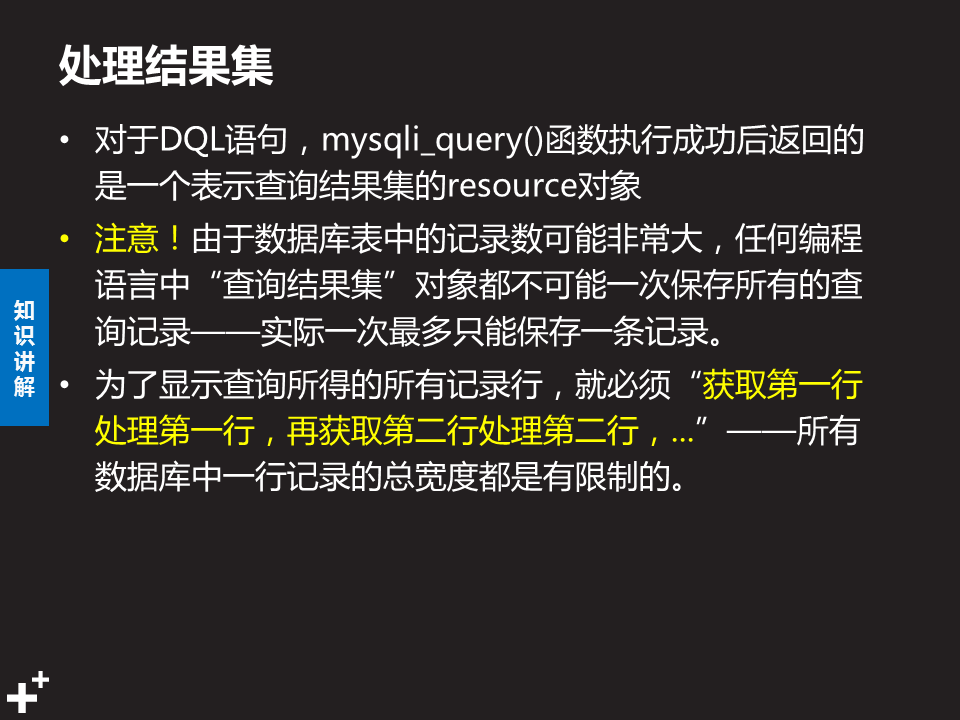 处理结果集
• 对于DQL语句，mysqli_query()函数执行成功后返回的
是一个表示查询结果集的resource对象
• 注意！由于数据库表中的记录数可能非常大，任何编程
语言中“查询结果集”对象都不可能一次保存所有的查
询记录——实际一次最多只能保存一条记录。
• 为了显示查询所得的所有记录行，就必须“获取第一行
处理第一行，再获取第二行处理第二行，...”——所有
数据库中一行记录的总宽度都是有限制的。
知
识
讲
解